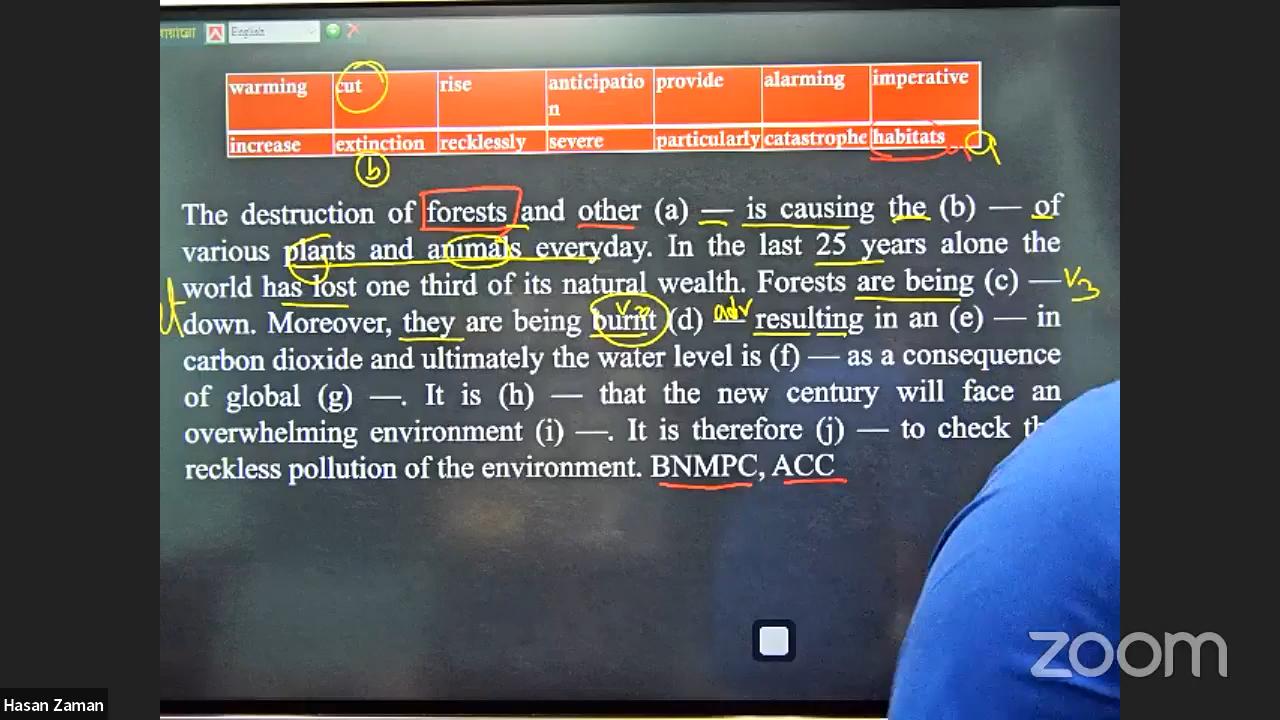 English
warming cut rise anticipatio provide alarming imperative
n
increase extinction recklessly severe particularly catastrophe habitats a
b
The destruction of forests and other (a) — is causing the (b) — of
various plants and animals everyday. In the last 25 years alone the
world has lost one third of its natural wealth. Forests are being (c) — V3
down. Moreover, they are being burnt (d) — resulting in an (e) — in
V3 adv
carbon dioxide and ultimately the water level is (f) — as a consequence
of global (g) —. It is (h) — that the new century will face an
overwhelming environment (i) —. It is therefore (j) — to check
reckless pollution of the environment. BNMPC, ACC
zoom
Hasan Zaman